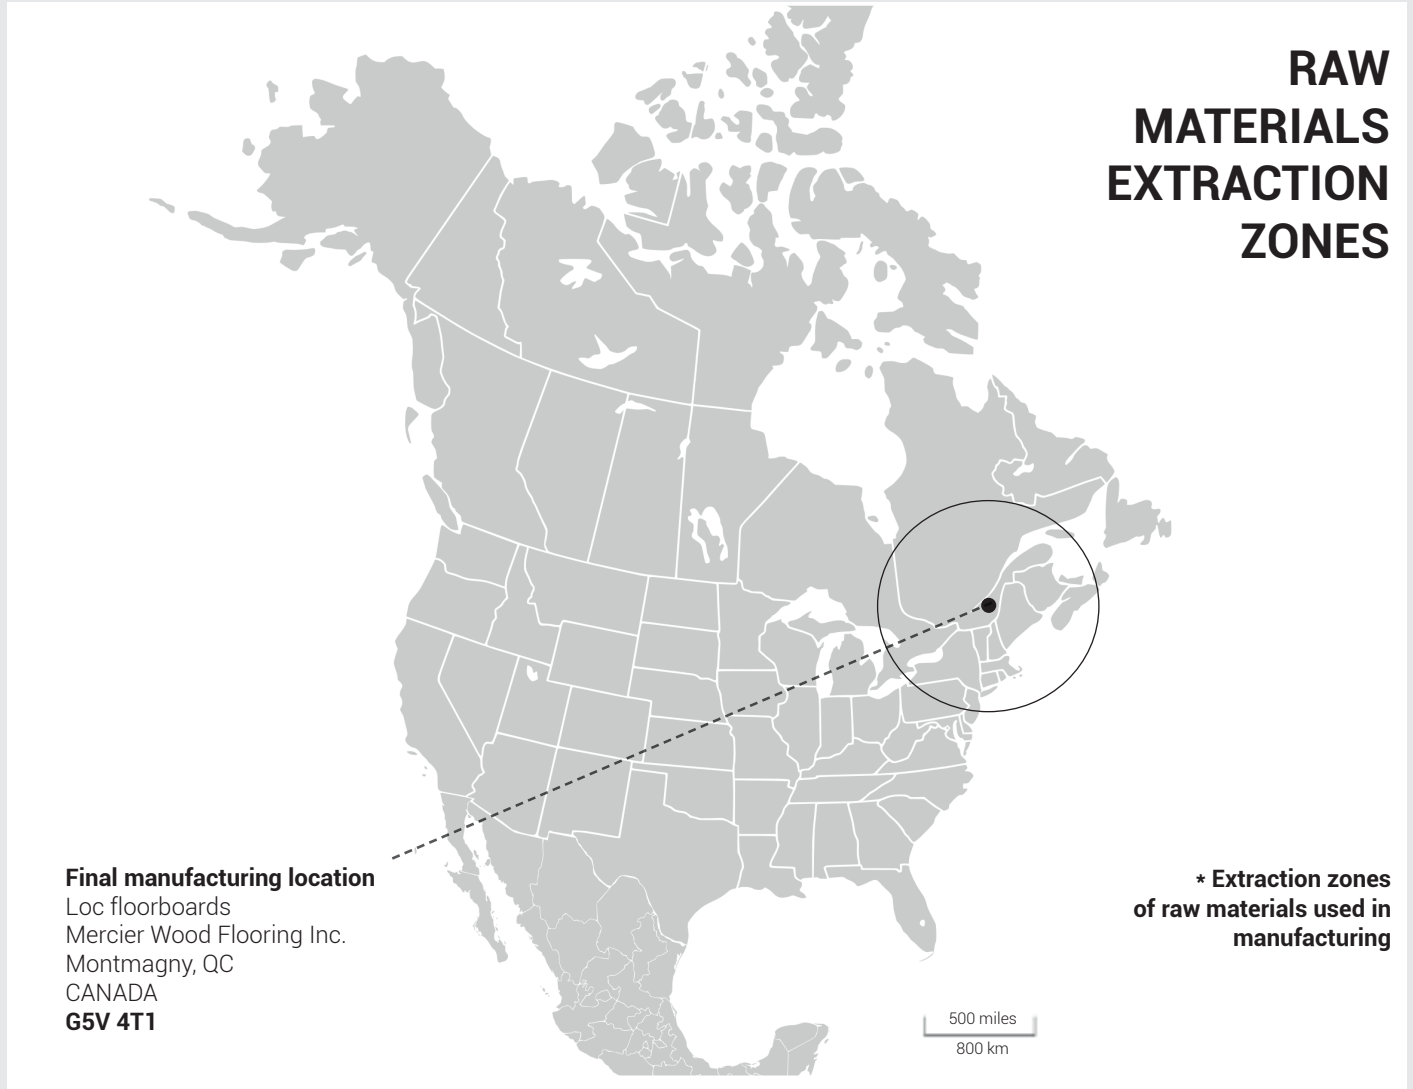 RAW
MATERIALS
EXTRACTION
ZONES
Final manufacturing location
Loc floorboards
Mercier Wood Flooring Inc.
Montmagny, QC
CANADA
G5V 4T1
* Extraction zones
of raw materials used in
manufacturing
500 miles
800 km